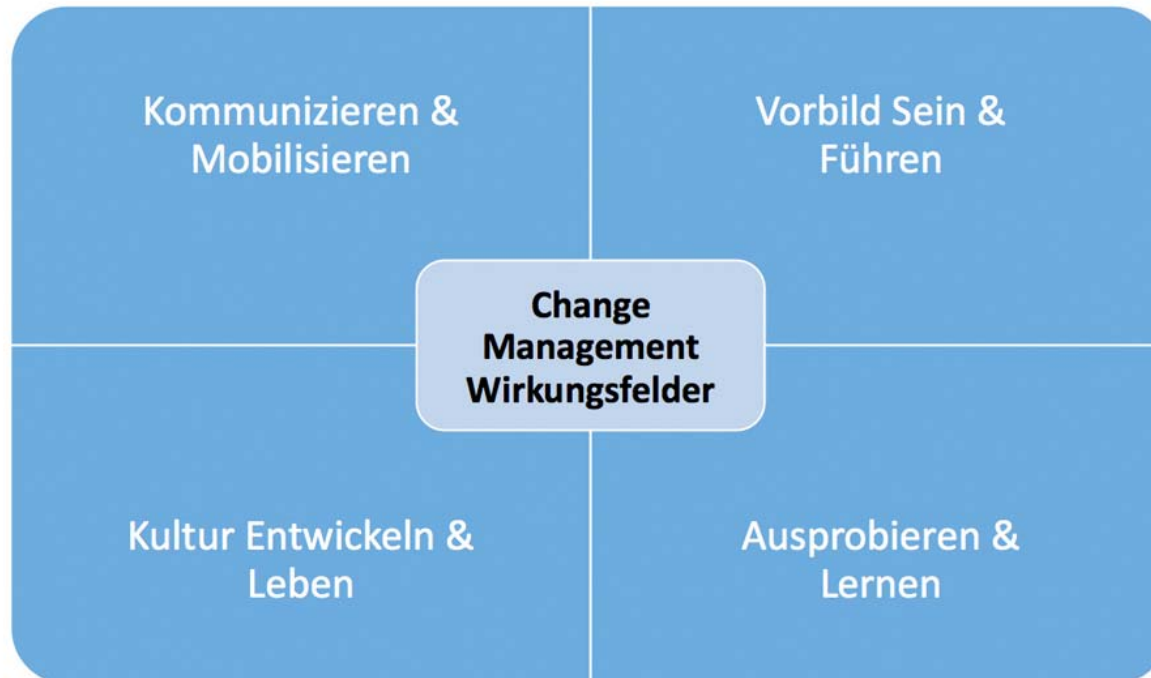 Kommunizieren &
Mobilisieren
Vorbild Sein &
Führen
Change
Management
Wirkungsfelder
Kultur Entwickeln &
Leben
Ausprobieren &
Lernen